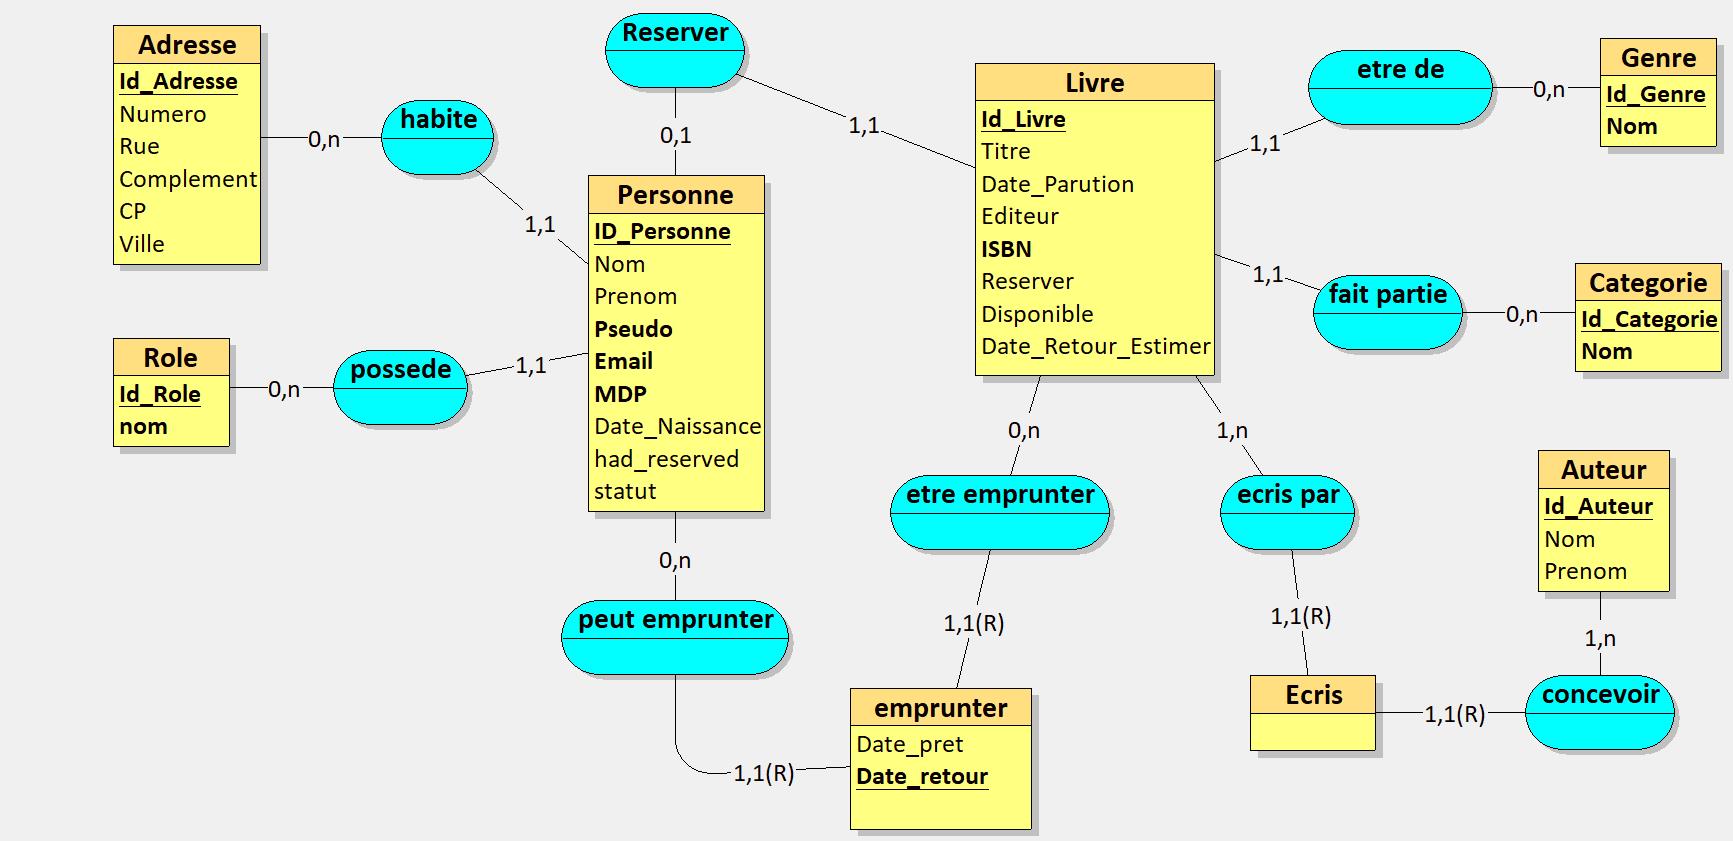 Adresse
Id_Adresse
Numero
Rue
Complement
CP
Ville
0,n
habite
1,1
Reserver
0,1
1,1
Personne
ID_Personne
Nom
Prenom
Pseudo
Email
MDP
Date_Naissance
had_reserved
statut
Role
Id_Role
nom
0,n
possede
1,1
Livre
Id_Livre
Titre
Date_Parution
Editeur
ISBN
Reserver
Disponible
Date_Retour_Estimer
1,1
etre de
0,n
Genre
Id_Genre
Nom
1,1
fait partie
0,n
Categorie
Id_Categorie
Nom
0,n
peut emprunter
1,1(R)
0,n
etre emprunter
1,1(R)
emprunter
Date_pret
Date_retour
1,n
ecris par
1,1(R)
Ecris
1,1(R)
concevoir
1,n
Auteur
Id_Auteur
Nom
Prenom